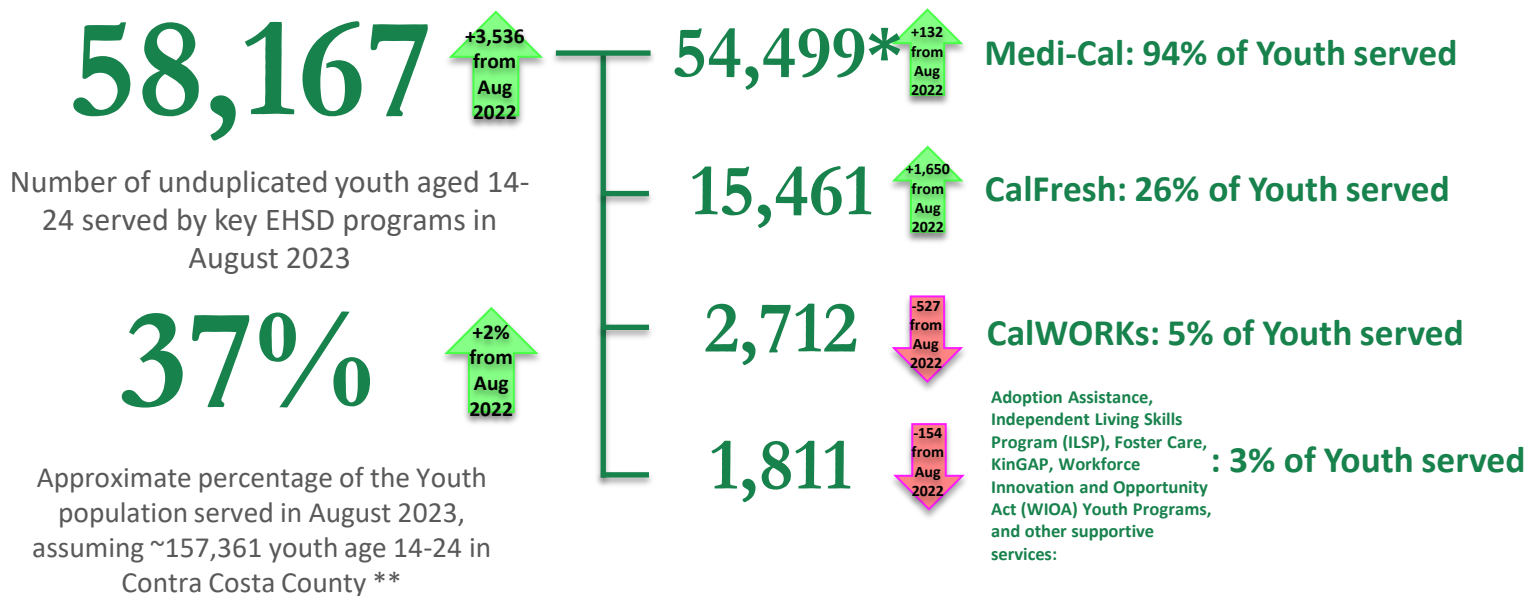 58,167
+3,536
from
Aug
2022
Number of unduplicated youth aged 14-
24 served by key EHSD programs in
August 2023
37%
+2%
from
Aug
2022
Approximate percentage of the Youth
population served in August 2023,
assuming ~157,361 youth age 14-24 in
Contra Costa County **
54,499*
+132
from
Aug
2022
Medi-Cal: 94% of Youth served
15,461
+1,650
from
Aug
2022
CalFresh: 26% of Youth served
2,712
-527
from
Aug
2022
CalWORKs: 5% of Youth served
1,811
-154
from
Aug
2022
Adoption Assistance,
Independent Living Skills
Program (ILSP), Foster Care,
KinGAP, Workforce
Innovation and Opportunity
Act (WIOA) Youth Programs,
and other supportive
services:
: 3% of Youth served